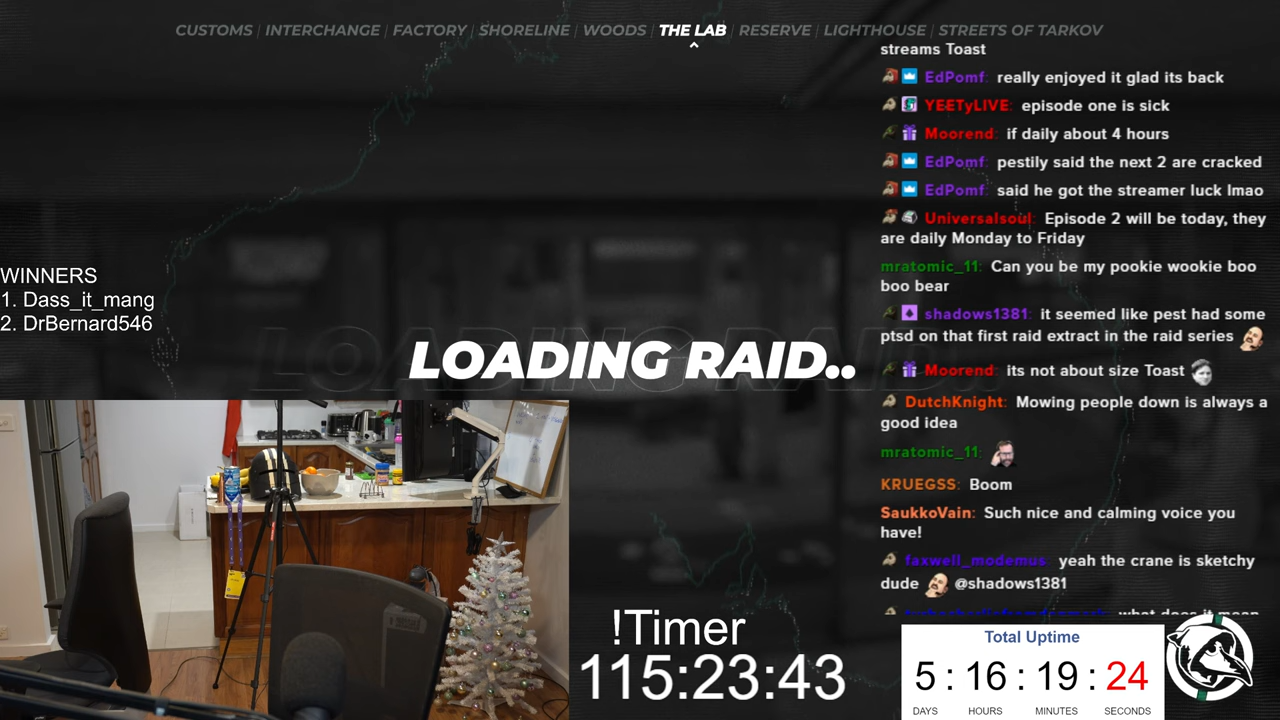 CUSTOMS / INTERCHANGE / FACTORY / SHORELINE / WOODS / THE LAB / RESERVE / LIGHTHOUSE / STREETS OF TARKOV
streams Toast
EdPomf: really enjoyed it glad its back
YEETyLIVE: episode one is sick
Moorend: if daily about 4 hours
EdPomf: pestily said the next 2 are cracked
EdPomf: said he got the streamer luck lmao
Universalsoul: Episode 2 will be today, they
are daily Monday to Friday
mratomic_11: Can you be my pookie wookie boo
boo bear
shadows1381: it seemed like pest had some
ptsd on that first raid extract in the raid series
Moorend: its not about size Toast
DutchKnight: Mowing people down is always a
good idea
mratomic_11:
KRUEGSS: Boom
SaukkoVain: Such nice and calming voice you
have!
faxwell_modemus: yeah the crane is sketchy
dude @shadows1381
what does it mean
WINNERS
1. Dass_it_mang
2. DrBernard546
LOADING RAID..
!Timer
115:23:43
Total Uptime
5 : 16 : 19 : 24
DAYS HOURS MINUTES SECONDS